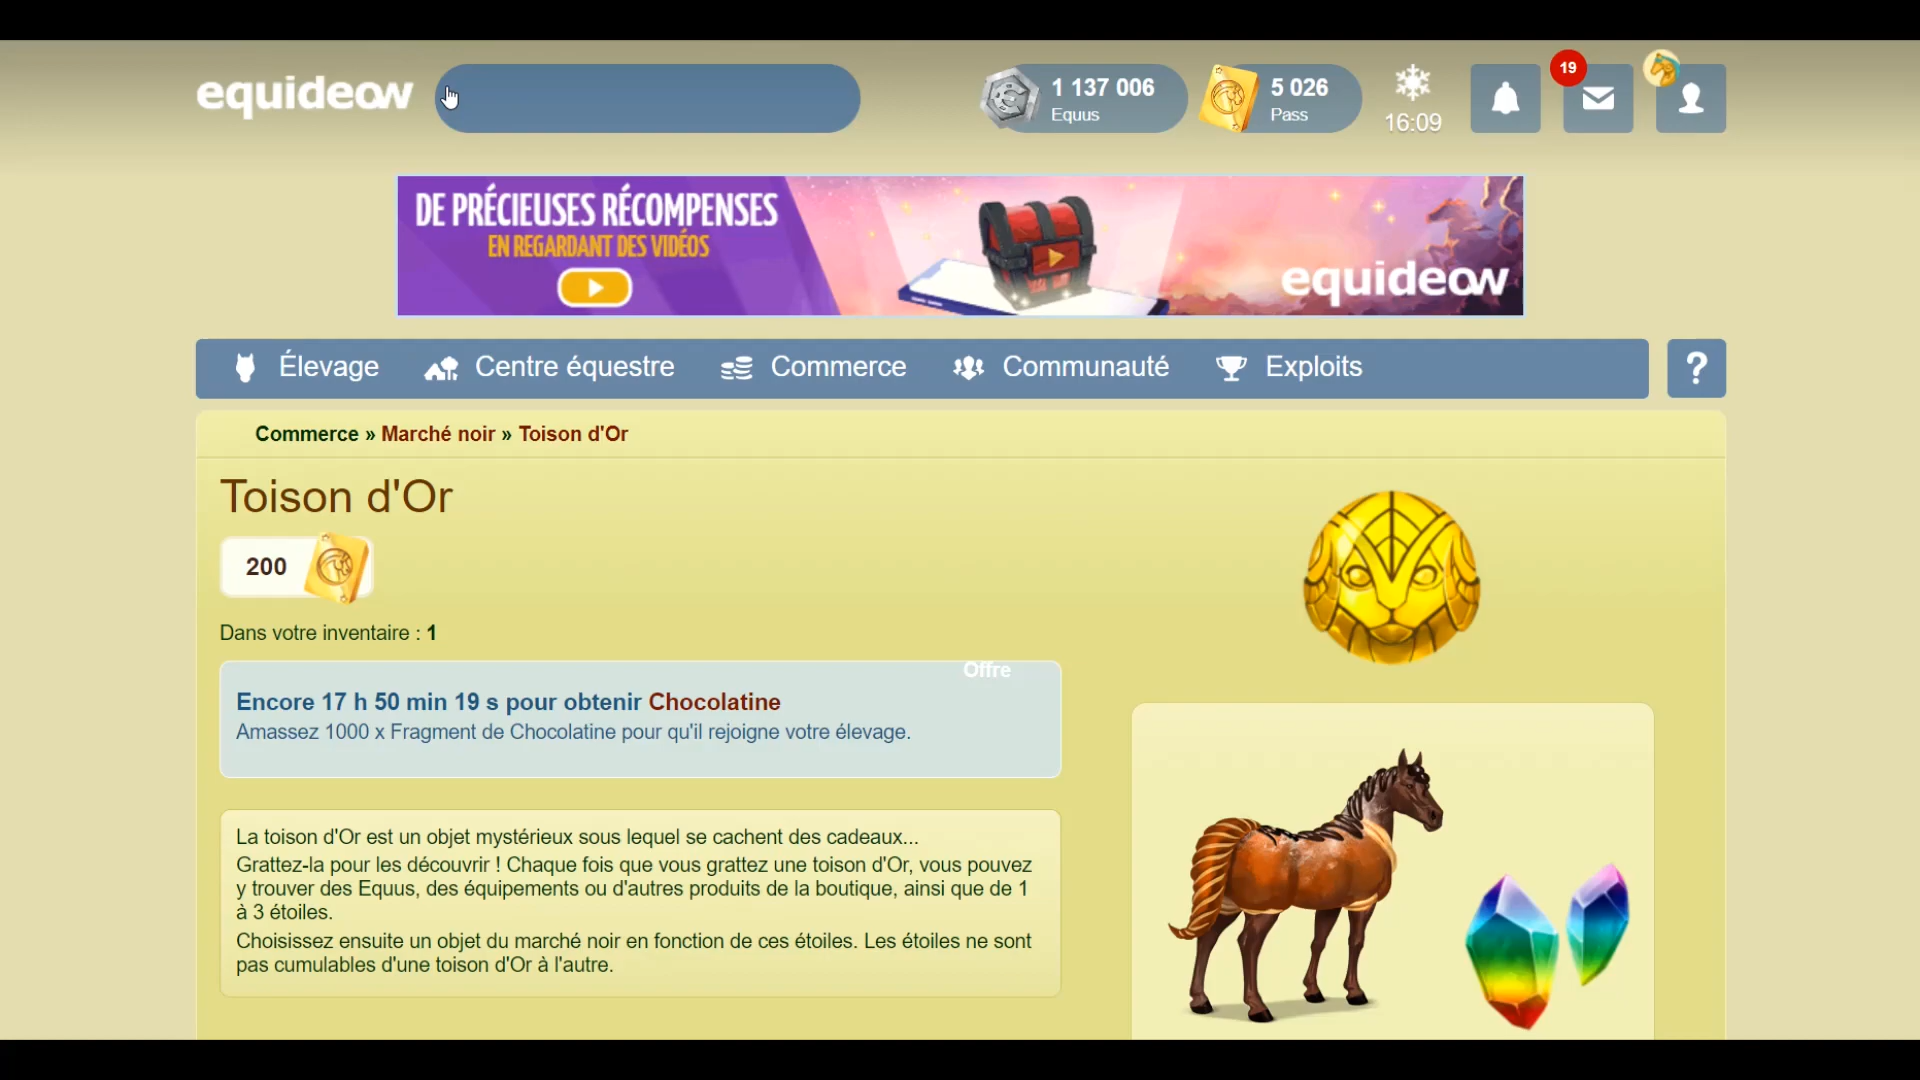 equideow
1 137 006
Equus
5 026
Pass
16:09
19
DE PRÉCIEUSES RÉCOMPENSES
EN REGARDANT DES VIDÉOS
equideow
Élevage
Centre équestre
Commerce
Communauté
Exploits
?
Commerce » Marché noir » Toison d'Or
Toison d'Or
200
Dans votre inventaire : 1
Offre
Encore 17 h 50 min 19 s pour obtenir Chocolatine
Amassez 1000 x Fragment de Chocolatine pour qu'il rejoigne votre élevage.
La toison d'Or est un objet mystérieux sous lequel se cachent des cadeaux...
Grattez-la pour les découvrir ! Chaque fois que vous grattez une toison d'Or, vous pouvez
y trouver des Equus, des équipements ou d'autres produits de la boutique, ainsi que de 1
à 3 étoiles.
Choisissez ensuite un objet du marché noir en fonction de ces étoiles. Les étoiles ne sont
pas cumulables d'une toison d'Or à l'autre.